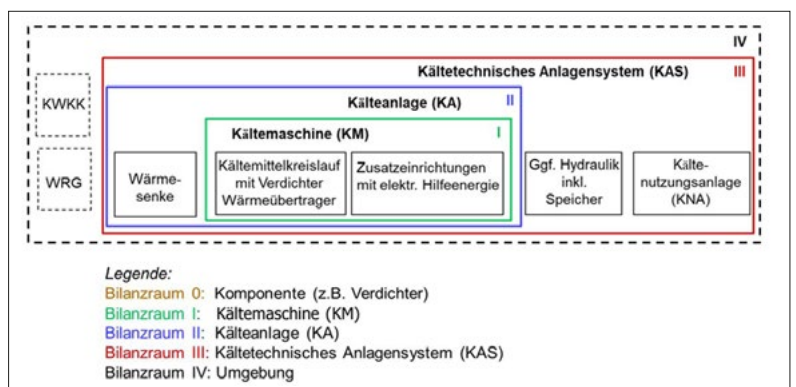 IV
Kältetechnisches Anlagensystem (KAS) III
KWKK
Kälteanlage (KA) II
Kältemaschine (KM) I
WRG
Wärme-
senke
Kältemittelkreislauf
mit Verdichter
Wärmeübertrager
Zusatzeinrichtungen
mit elektr. Hilfeenergie
Ggf. Hydraulik
inkl.
Speicher
Kälte-
nutzungsanlage
(KNA)
Legende:
Bilanzraum 0: Komponente (z.B. Verdichter)
Bilanzraum I: Kältemaschine (KM)
Bilanzraum II: Kälteanlage (KA)
Bilanzraum III: Kältetechnisches Anlagensystem (KAS)
Bilanzraum IV: Umgebung